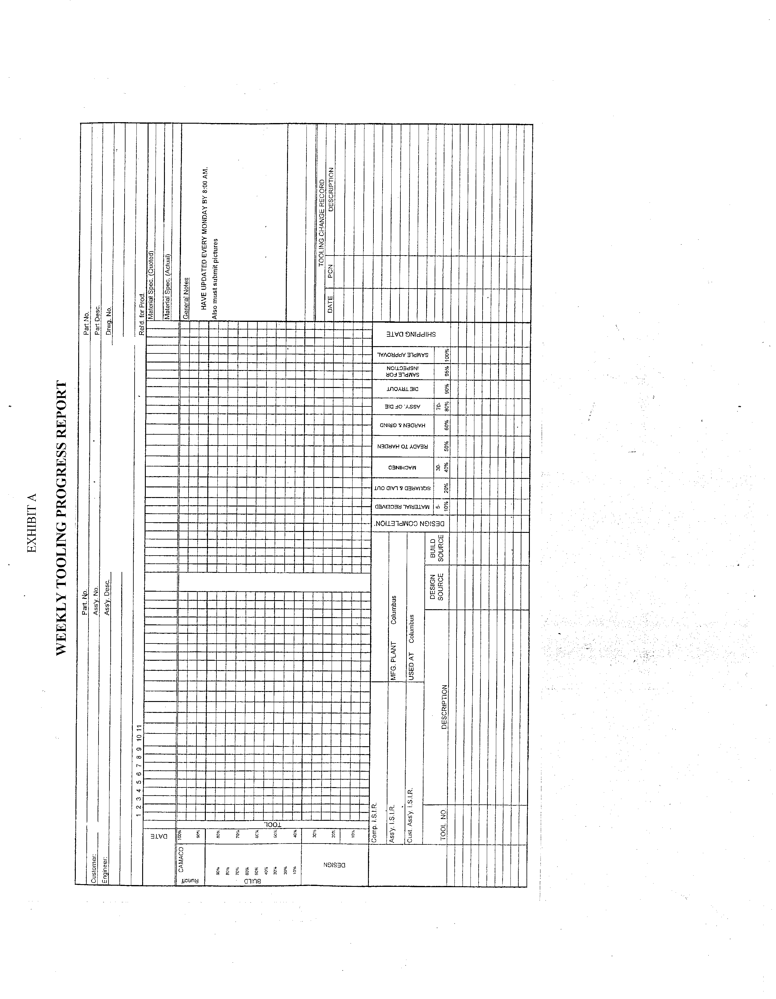 EXHIBIT A
WEEKLY TOOLING PROGRESS REPORT
Part. No. Part No.
Customer: Ass'y. No. Part Desc.
Engineer: Ass'y. Desc. Drwg. No.
1 2 3 4 5 6 7 8 9 10 11 Rel'd. for Prod.
DATE
Material Spec. (Quoted)
Material Spec. (Actual)
General Notes
HAVE UPDATED EVERY MONDAY BY 8:00 AM.
Also must submit pictures
Runoff CAMACO 100%
90%
TOOL
BUILD
90% 80%
80%
70% 70%
60%
50% 60%
40%
30% 50%
20%
10% 40%
DESIGN
30%
20%
10%
TOOLING CHANGE RECORD
DATE PCN DESCRIPTION
Comp. I.S.I.R.
Ass'y. I.S.I.R. MFG. PLANT Columbus
Cust. Ass'y. I.S.I.R. USED AT Columbus
TOOL NO. DESCRIPTION DESIGN SOURCE BUILD SOURCE
DESIGN COMPLETION
MATERIAL RECEIVED 5-10%
SQUARED & LAID OUT 20%
MACHINED 30-40%
READY TO HARDEN 50%
HARDEN & GRIND 60%
ASS'Y. OF DIE 70-80%
DIE TRYOUT 90%
SAMPLE FOR INSPECTION 95%
SAMPLE APPROVAL 100%
SHIPPING DATE